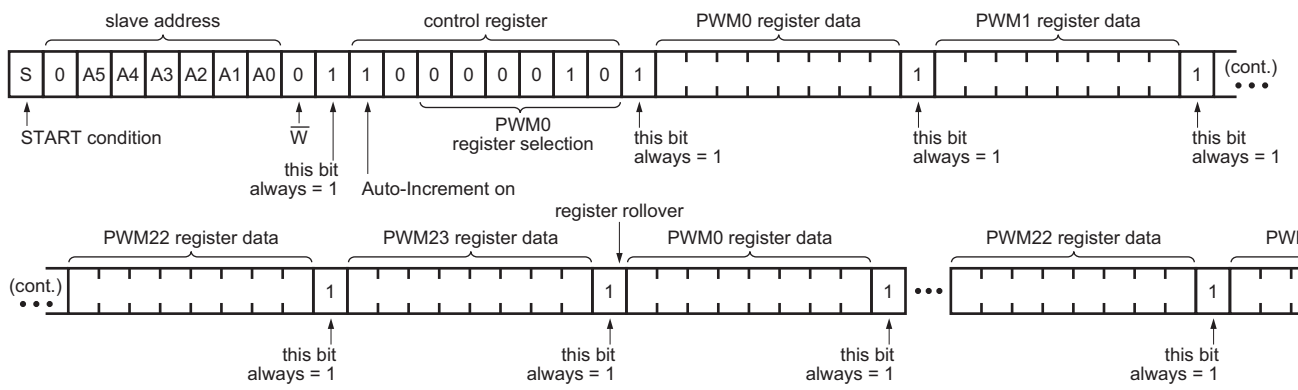 slave address control register PWM0 register data PWM1 register data
S 0 A5 A4 A3 A2 A1 A0 0 1 1 0 0 0 0 0 1 0 1 1 1 (cont.)
START condition W̅ PWM0 register selection this bit always = 1 this bit always = 1 this bit always = 1
this bit always = 1 Auto-Increment on
register rollover
PWM22 register data PWM23 register data PWM0 register data PWM22 register data PW
(cont.) 1 1 1 1
this bit always = 1 this bit always = 1 this bit always = 1 this bit always = 1